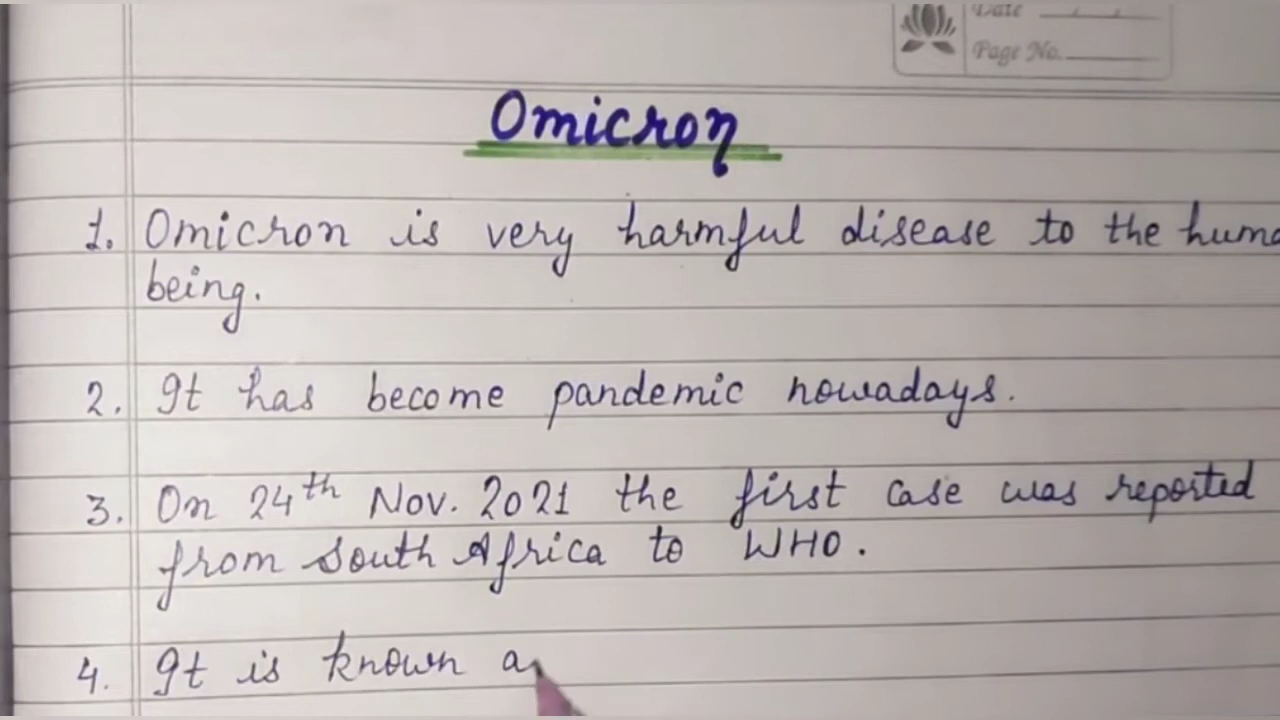 Date
Page No.
Omicron
1. Omicron is very harmful disease to the huma
being.
2. It has become pandemic nowadays.
3. On 24th Nov. 2021 the first case was reported
from South Africa to WHO.
4. It is known a